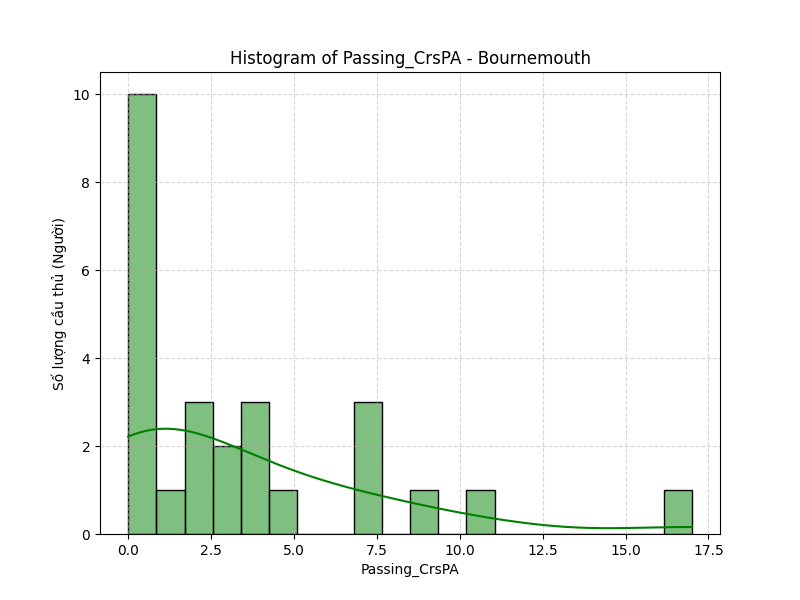 Histogram of Passing_CrsPA - Bournemouth
Số lượng cầu thủ (Người)
10
8
6
4
2
0
0.0 2.5 5.0 7.5 10.0 12.5 15.0 17.5
Passing_CrsPA